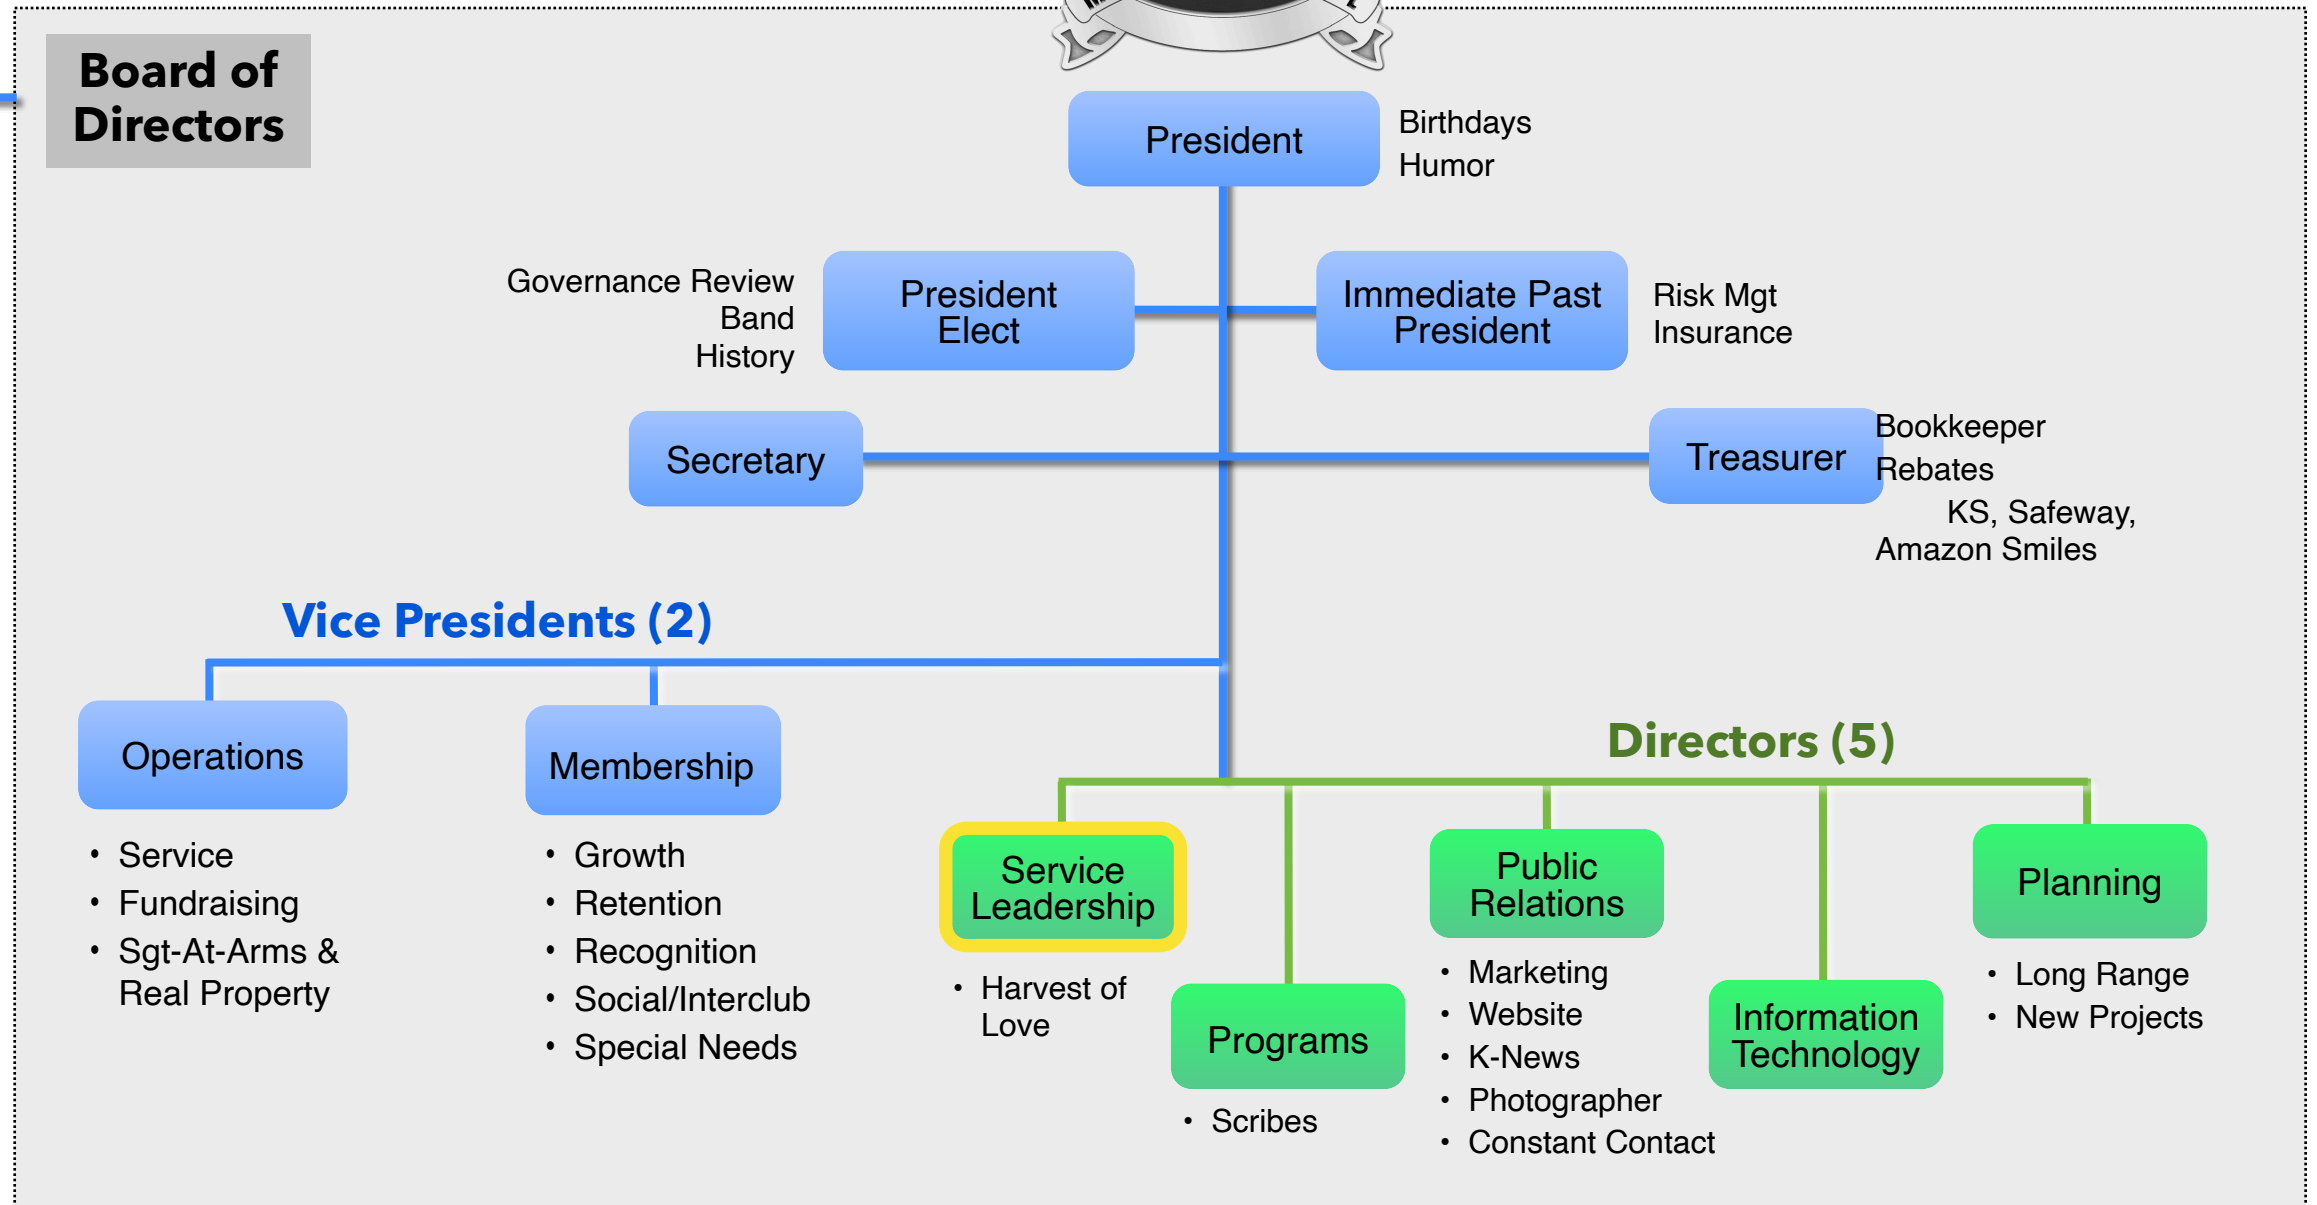 Board of
Directors
President
Birthdays
Humor
Governance Review
Band
History
President
Elect
Immediate Past
President
Risk Mgt
Insurance
Secretary
Treasurer
Bookkeeper
Rebates
KS, Safeway,
Amazon Smiles
Vice Presidents (2)
Operations
• Service
• Fundraising
• Sgt-At-Arms &
Real Property
Membership
• Growth
• Retention
• Recognition
• Social/Interclub
• Special Needs
Directors (5)
Service
Leadership
• Harvest of
Love
Programs
• Scribes
Public
Relations
• Marketing
• Website
• K-News
• Photographer
• Constant Contact
Information
Technology
Planning
• Long Range
• New Projects